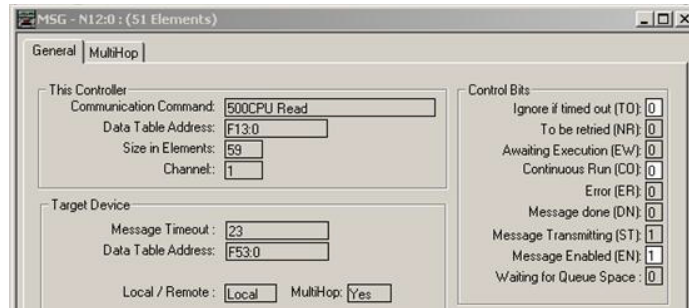 MSG - N12:0 : (51 Elements)
General MultiHop
This Controller
Communication Command: 500CPU Read
Data Table Address: F13:0
Size in Elements: 59
Channel:: 1
Target Device
Message Timeout : 23
Data Table Address: F53:0
Local / Remote : Local MultiHop: Yes
Control Bits
Ignore if timed out (TO): 0
To be retried (NR): 0
Awaiting Execution (EW): 0
Continuous Run (CO): 0
Error (ER): 0
Message done (DN): 0
Message Transmitting (ST): 1
Message Enabled (EN): 1
Waiting for Queue Space : 0